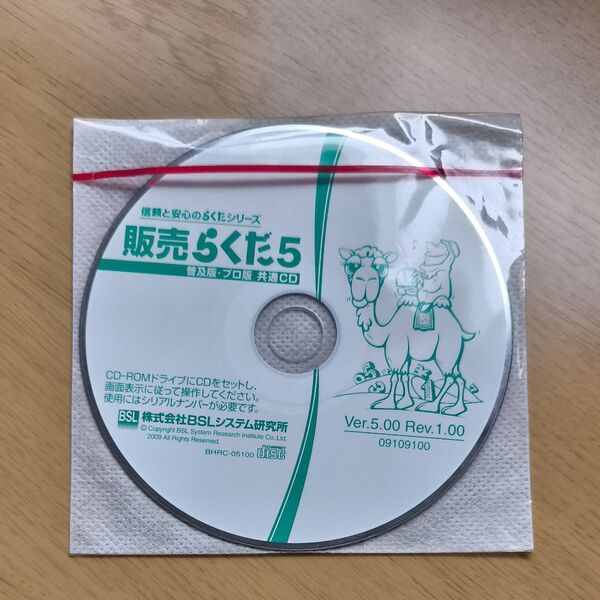 信頼と安心のらくだシリーズ
販売らくだ5
普及版・プロ版 共通CD
CD-ROMドライブにCDをセットし、
画面表示に従って操作してください。
使用にはシリアルナンバーが必要です。
BSL 株式会社BSLシステム研究所
© Copyright BSL System Research Institute Co., Ltd.
2009 All Rights Reserved.
BHRC-05100 COMPACT disc
Ver.5.00 Rev.1.00
09109100